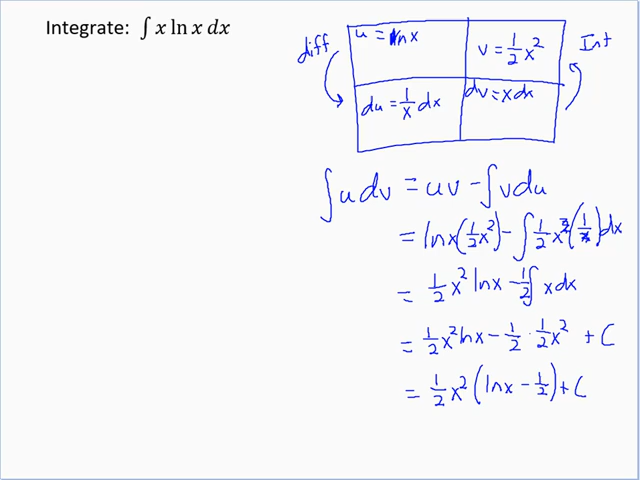 Integrate: ∫ x ln x dx
diff
u = ln x
v = 1/2 x²
Int
du = 1/x dx
dv = x dx
∫ u dv = uv − ∫ v du
= ln x (1/2 x²) − ∫ 1/2 x² (1/x) dx
= 1/2 x² ln x − 1/2 ∫ x dx
= 1/2 x² ln x − 1/2 · 1/2 x² + C
= 1/2 x² (ln x − 1/2) + C